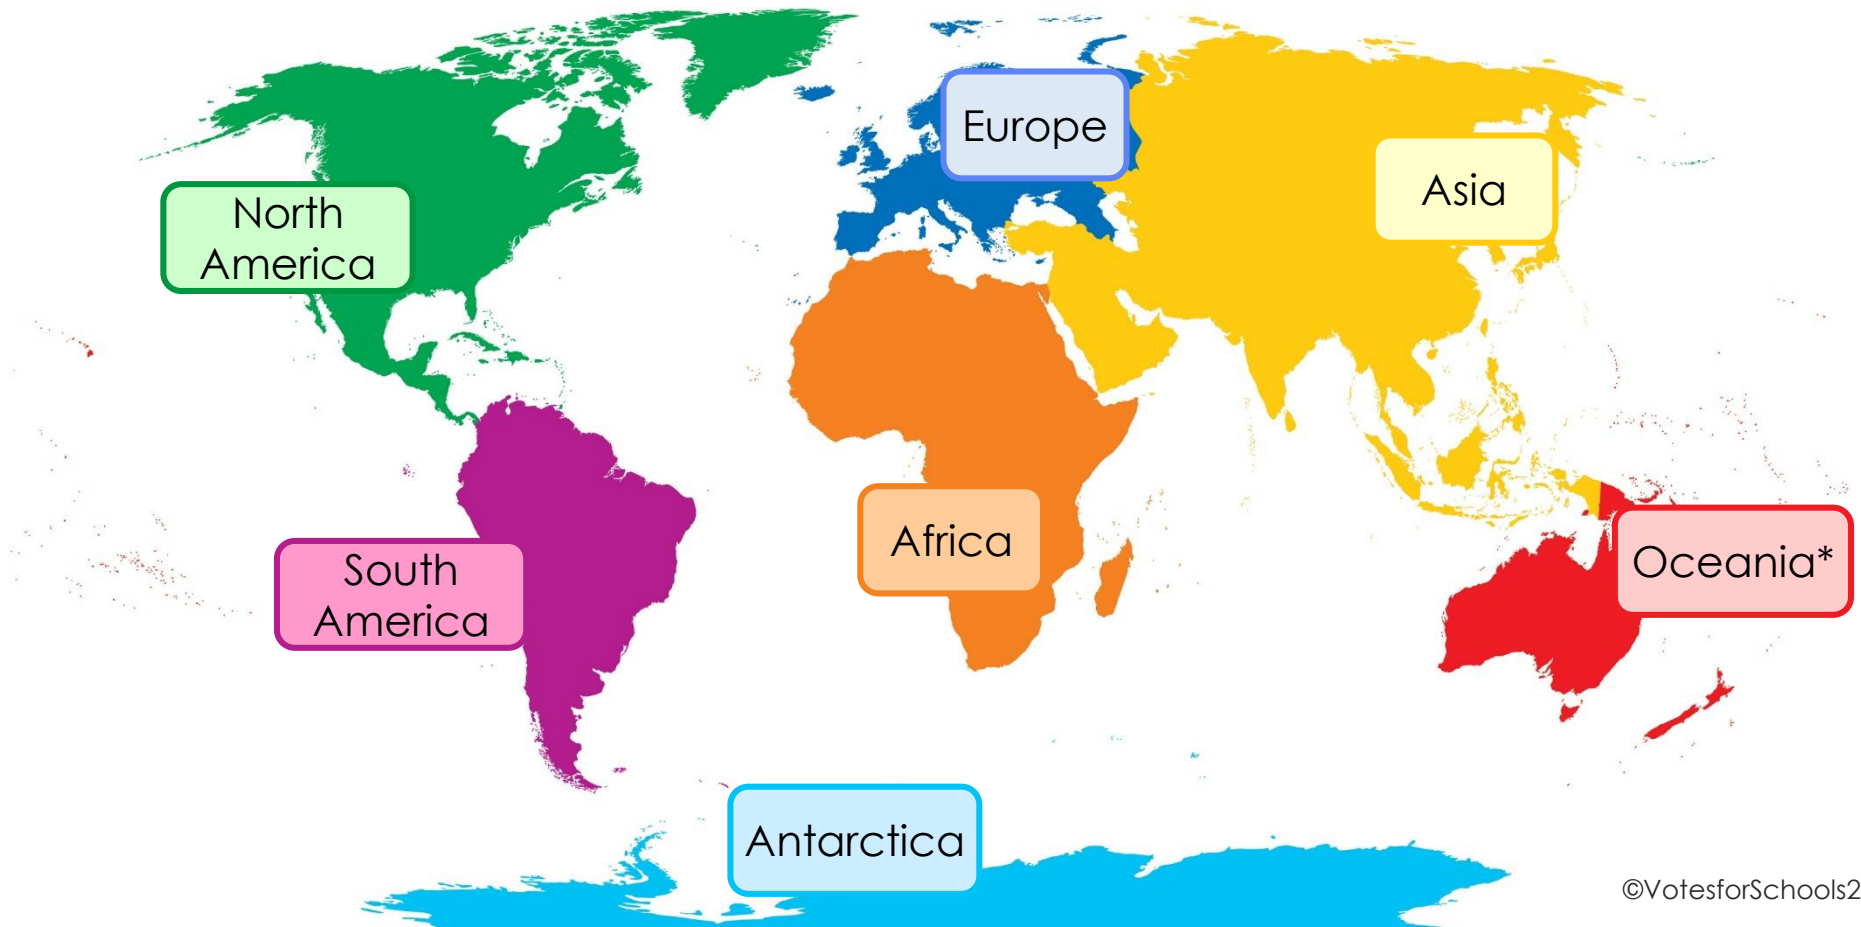 Europe
Asia
North
America
Africa
Oceania*
South
America
Antarctica
©VotesforSchools2